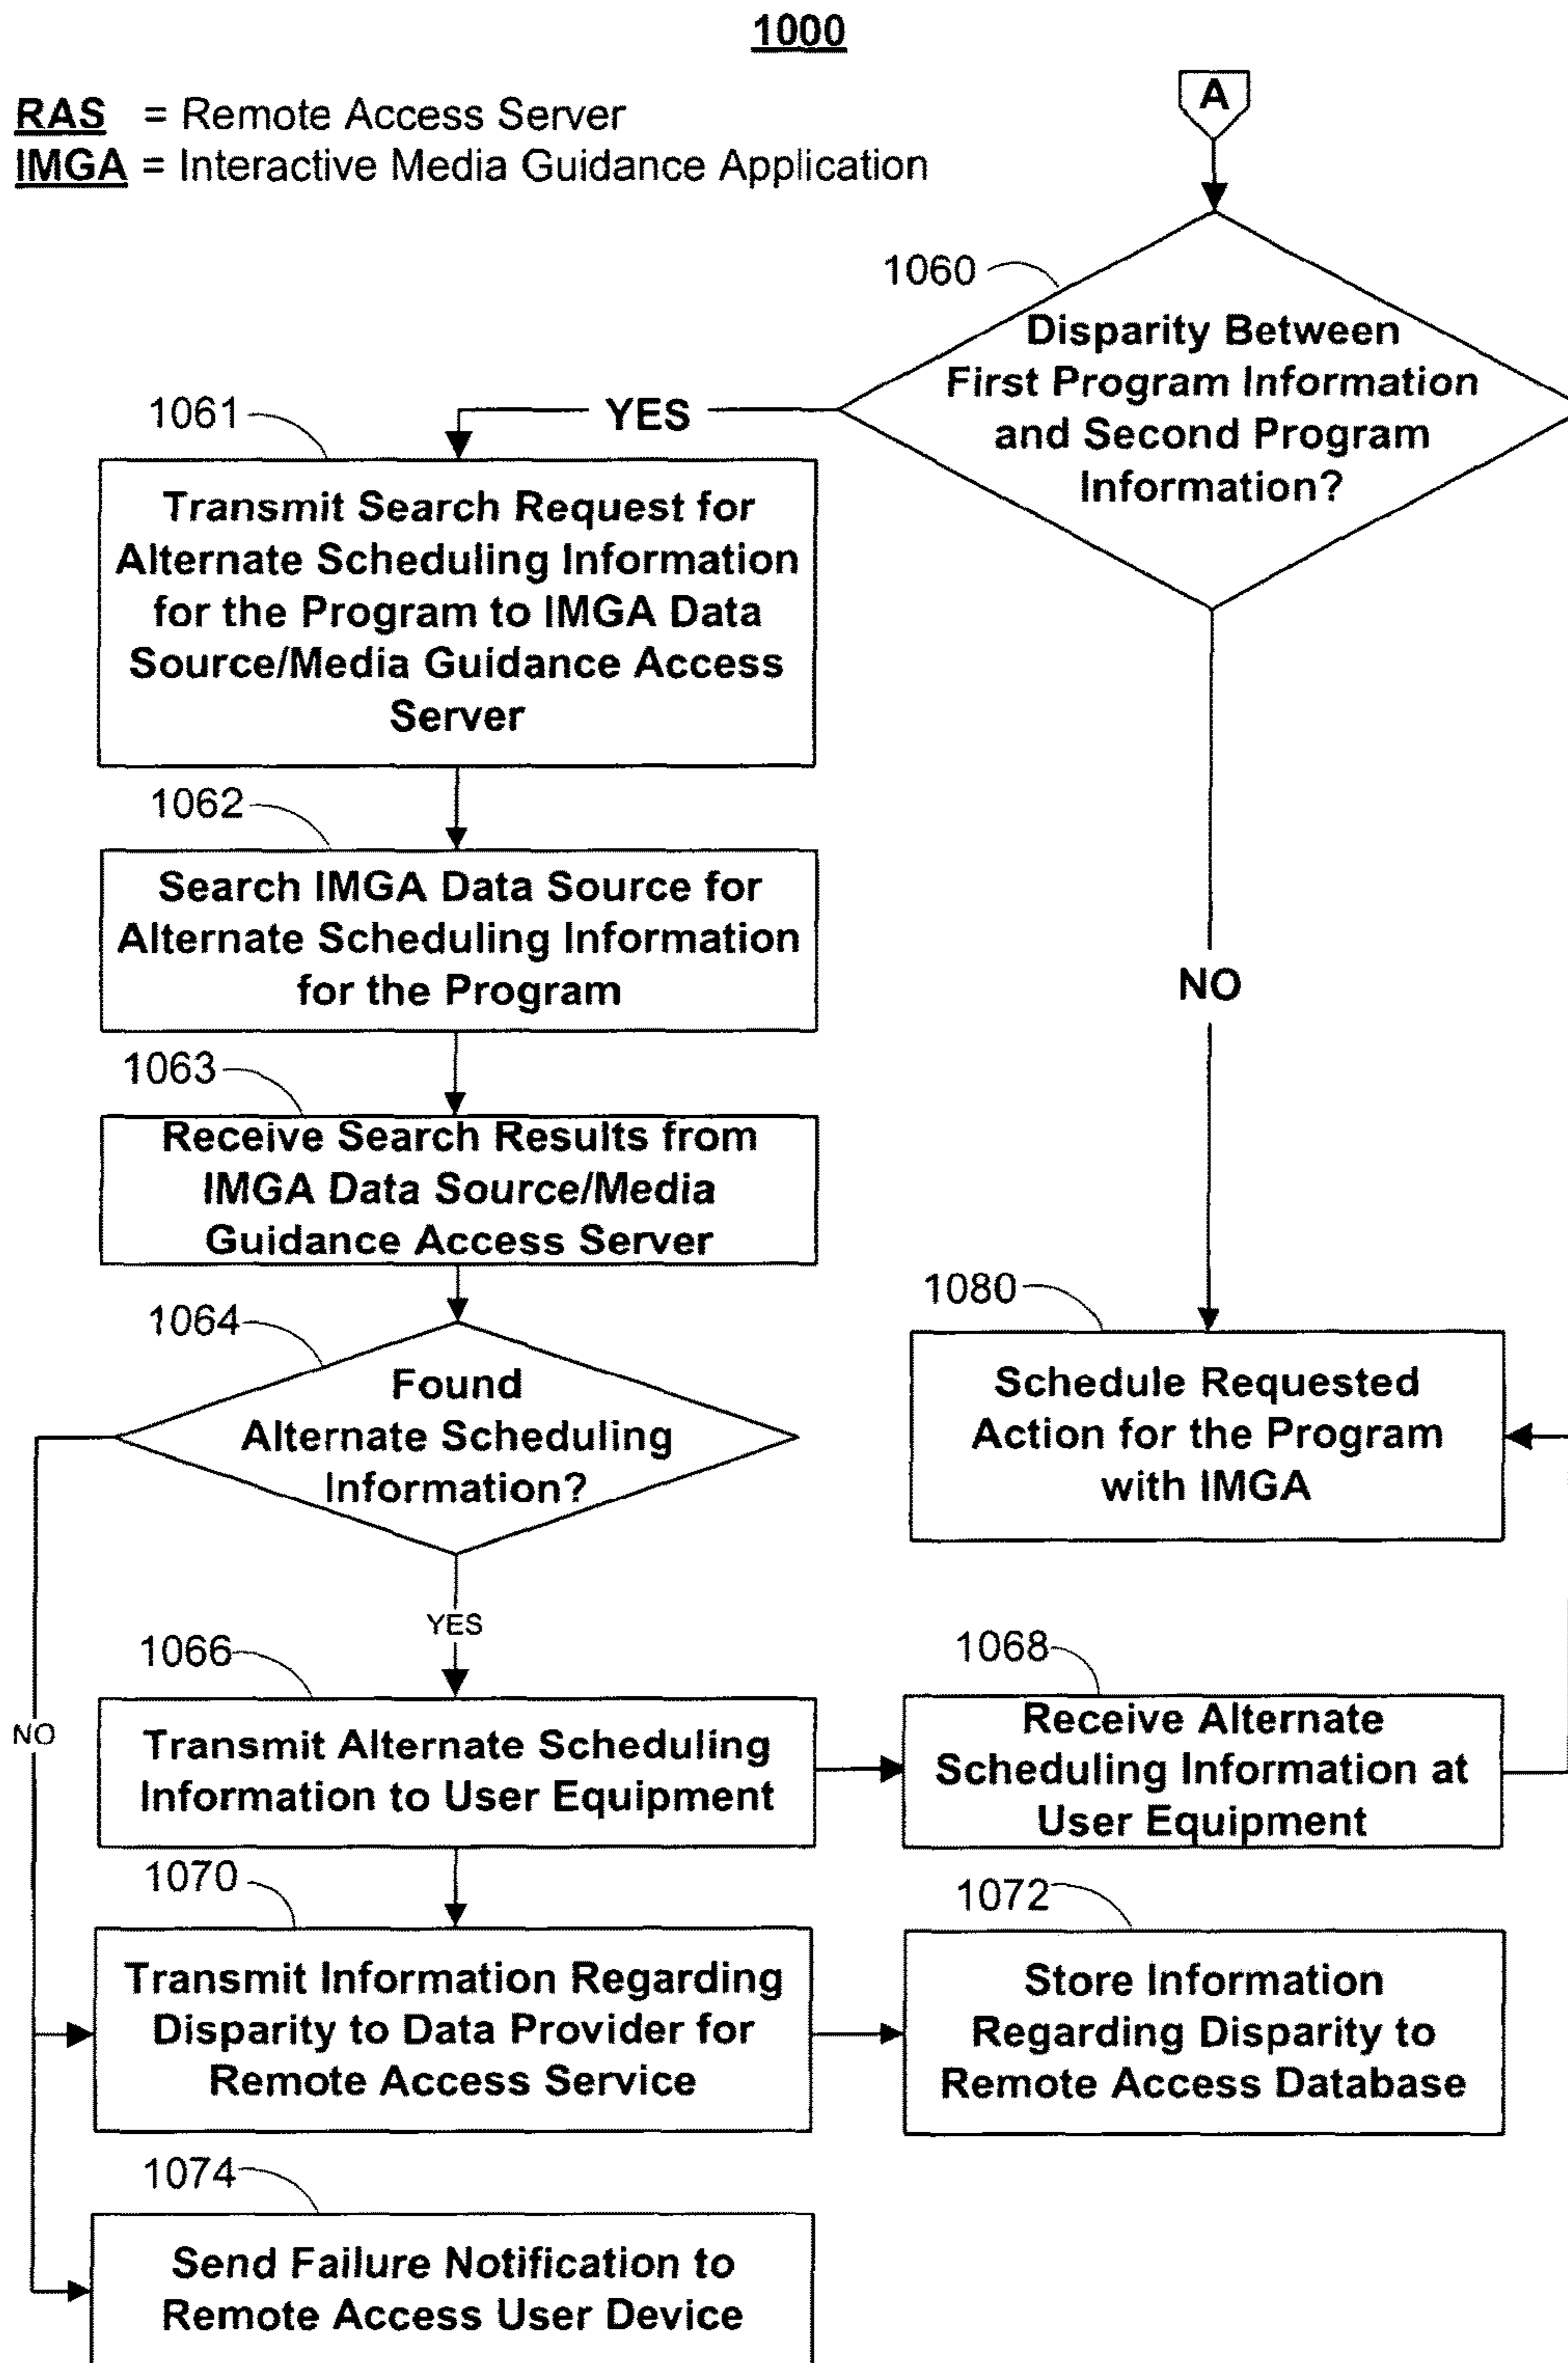 1000
RAS = Remote Access Server
IMGA = Interactive Media Guidance Application
A
1060
Disparity Between
First Program Information
and Second Program
Information?
YES
1061
Transmit Search Request for
Alternate Scheduling Information
for the Program to IMGA Data
Source/Media Guidance Access
Server
1062
Search IMGA Data Source for
Alternate Scheduling Information
for the Program
NO
1063
Receive Search Results from
IMGA Data Source/Media
Guidance Access Server
1080
Schedule Requested
Action for the Program
with IMGA
1064
Found
Alternate Scheduling
Information?
YES
NO
1066
Transmit Alternate Scheduling
Information to User Equipment
1068
Receive Alternate
Scheduling Information at
User Equipment
1070
Transmit Information Regarding
Disparity to Data Provider for
Remote Access Service
1072
Store Information
Regarding Disparity to
Remote Access Database
1074
Send Failure Notification to
Remote Access User Device